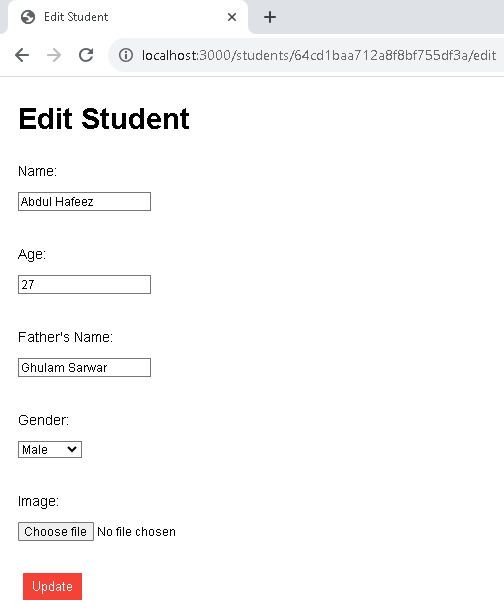 Edit Student
localhost:3000/students/64cd1baa712a8f8bf755df3a/edit
Edit Student
Name:
Abdul Hafeez
Age:
27
Father's Name:
Ghulam Sarwar
Gender:
Male
Image:
Choose file No file chosen
Update